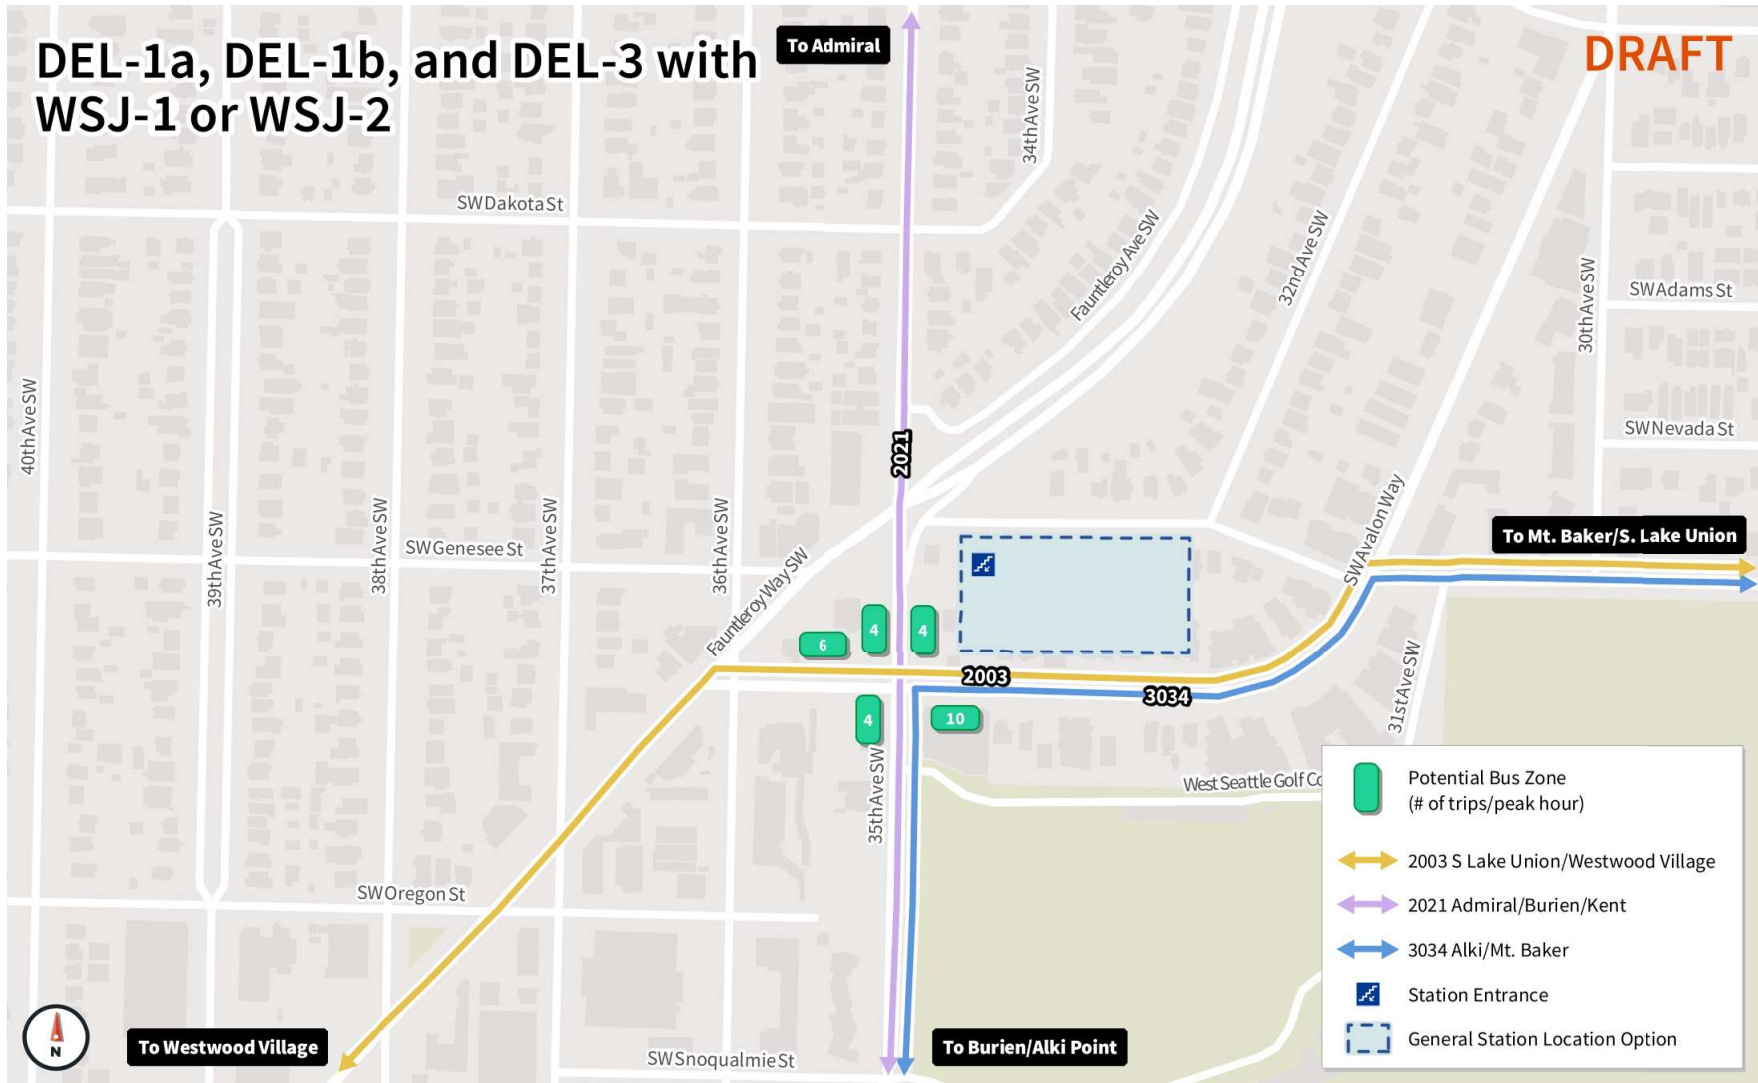 DEL-1a, DEL-1b, and DEL-3 with
WSJ-1 or WSJ-2
To Admiral
DRAFT
34th Ave SW
SW Dakota St
Fauntleroy Ave SW
32nd Ave SW
30th Ave SW
SW Adams St
SW Nevada St
40th Ave SW
39th Ave SW
38th Ave SW
SW Genesee St
37th Ave SW
36th Ave SW
2021
Fauntleroy Way SW
SW Avalon Way
To Mt. Baker/S. Lake Union
4
4
6
2003
3034
4
10
31st Ave SW
35th Ave SW
West Seattle Golf Co
SW Oregon St
SW Snoqualmie St
N
To Westwood Village
To Burien/Alki Point
Potential Bus Zone
(# of trips/peak hour)
2003 S Lake Union/Westwood Village
2021 Admiral/Burien/Kent
3034 Alki/Mt. Baker
Station Entrance
General Station Location Option